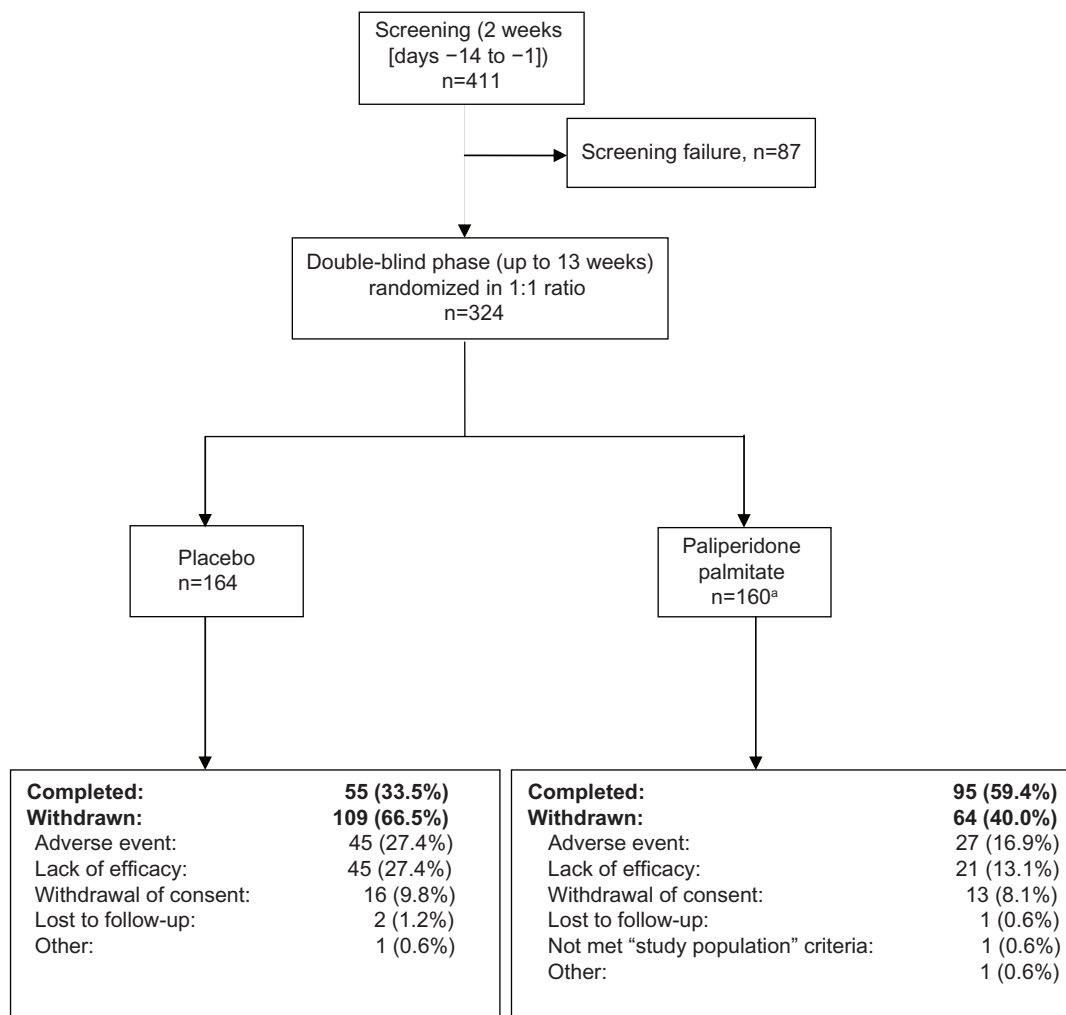 Screening (2 weeks
[days −14 to −1])
n=411
Screening failure, n=87
Double-blind phase (up to 13 weeks)
randomized in 1:1 ratio
n=324
Placebo
n=164
Paliperidone
palmitate
n=160ᵃ
Completed: 55 (33.5%)
Withdrawn: 109 (66.5%)
Adverse event: 45 (27.4%)
Lack of efficacy: 45 (27.4%)
Withdrawal of consent: 16 (9.8%)
Lost to follow-up: 2 (1.2%)
Other: 1 (0.6%)
Completed: 95 (59.4%)
Withdrawn: 64 (40.0%)
Adverse event: 27 (16.9%)
Lack of efficacy: 21 (13.1%)
Withdrawal of consent: 13 (8.1%)
Lost to follow-up: 1 (0.6%)
Not met “study population” criteria: 1 (0.6%)
Other: 1 (0.6%)